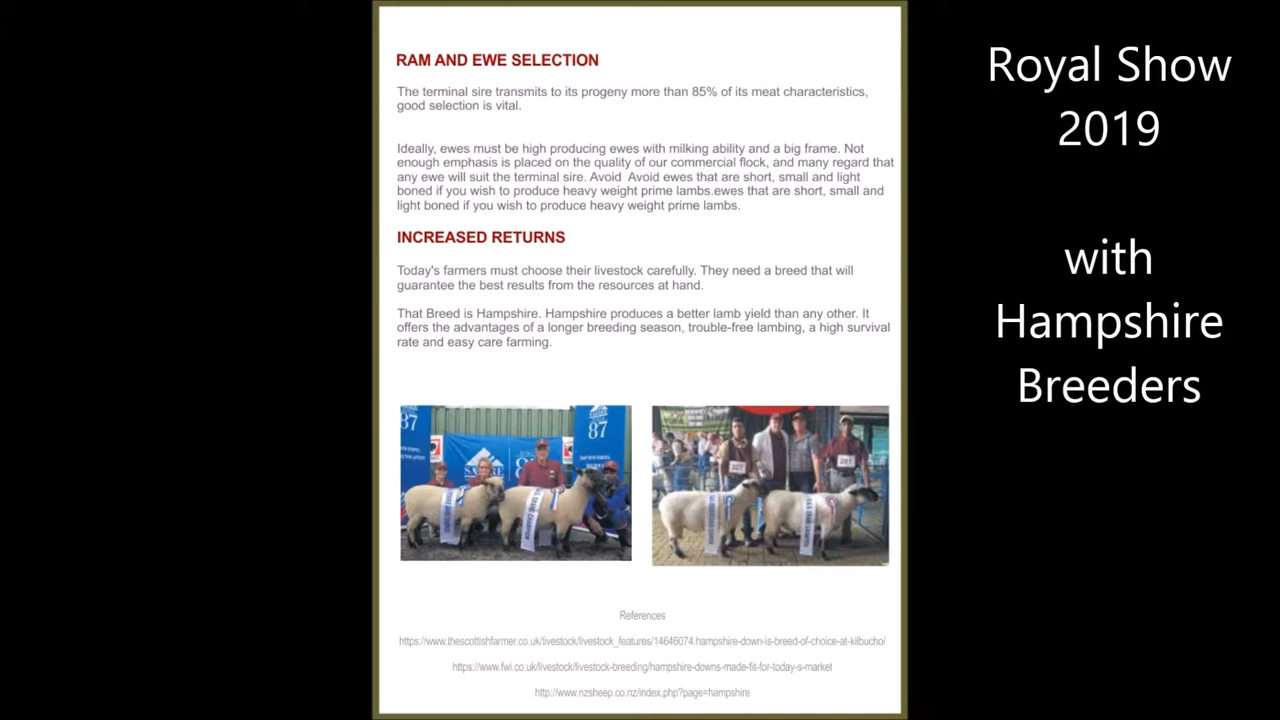 RAM AND EWE SELECTION
The terminal sire transmits to its progeny more than 85% of its meat characteristics,
good selection is vital.
Ideally, ewes must be high producing ewes with milking ability and a big frame. Not
enough emphasis is placed on the quality of our commercial flock, and many regard that
any ewe will suit the terminal sire. Avoid  Avoid ewes that are short, small and light
boned if you wish to produce heavy weight prime lambs.ewes that are short, small and
light boned if you wish to produce heavy weight prime lambs.
INCREASED RETURNS
Today's farmers must choose their livestock carefully. They need a breed that will
guarantee the best results from the resources at hand.
That Breed is Hampshire. Hampshire produces a better lamb yield than any other. It
offers the advantages of a longer breeding season, trouble-free lambing, a high survival
rate and easy care farming.
87
87
References
https://www.thescottishfarmer.co.uk/livestock/livestock_features/14646074.hampshire-down-is-breed-of-choice-at-kilbucho/
https://www.fwi.co.uk/livestock/livestock-breeding/hampshire-downs-made-fit-for-today-s-market
http://www.nzsheep.co.nz/index.php?page=hampshire
Royal Show
2019
with
Hampshire
Breeders